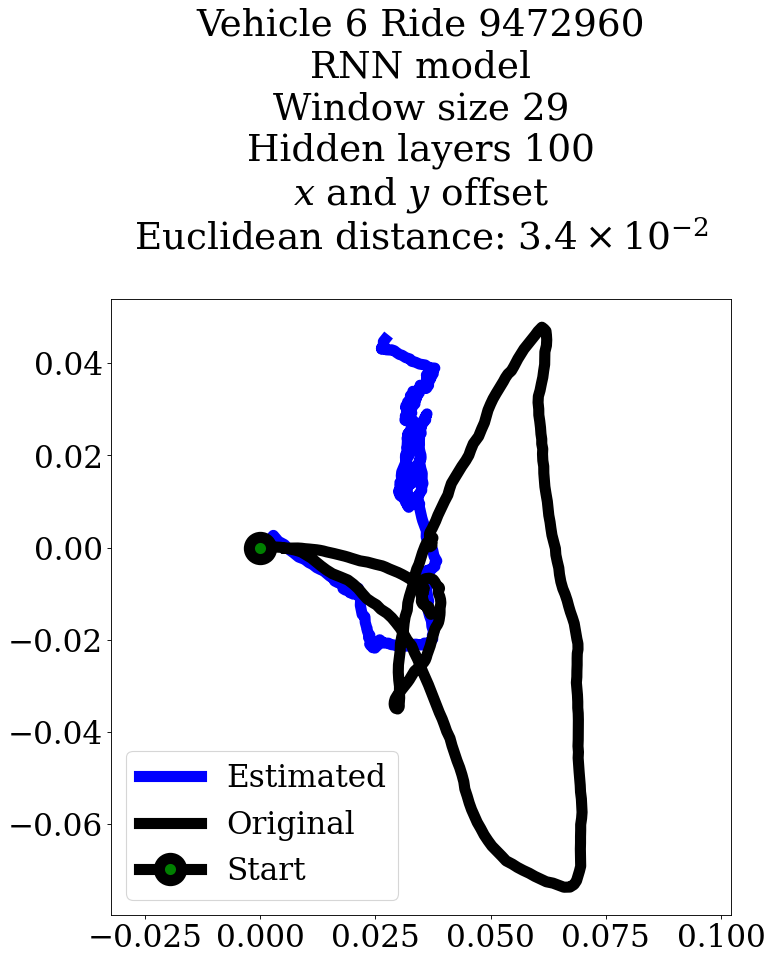 Vehicle 6 Ride 9472960
RNN model
Window size 29
Hidden layers 100
x and y offset
Euclidean distance: 3.4 × 10⁻²
0.04
0.02
0.00
−0.02
−0.04
−0.06
Estimated
Original
Start
−0.025 0.000 0.025 0.050 0.075 0.100